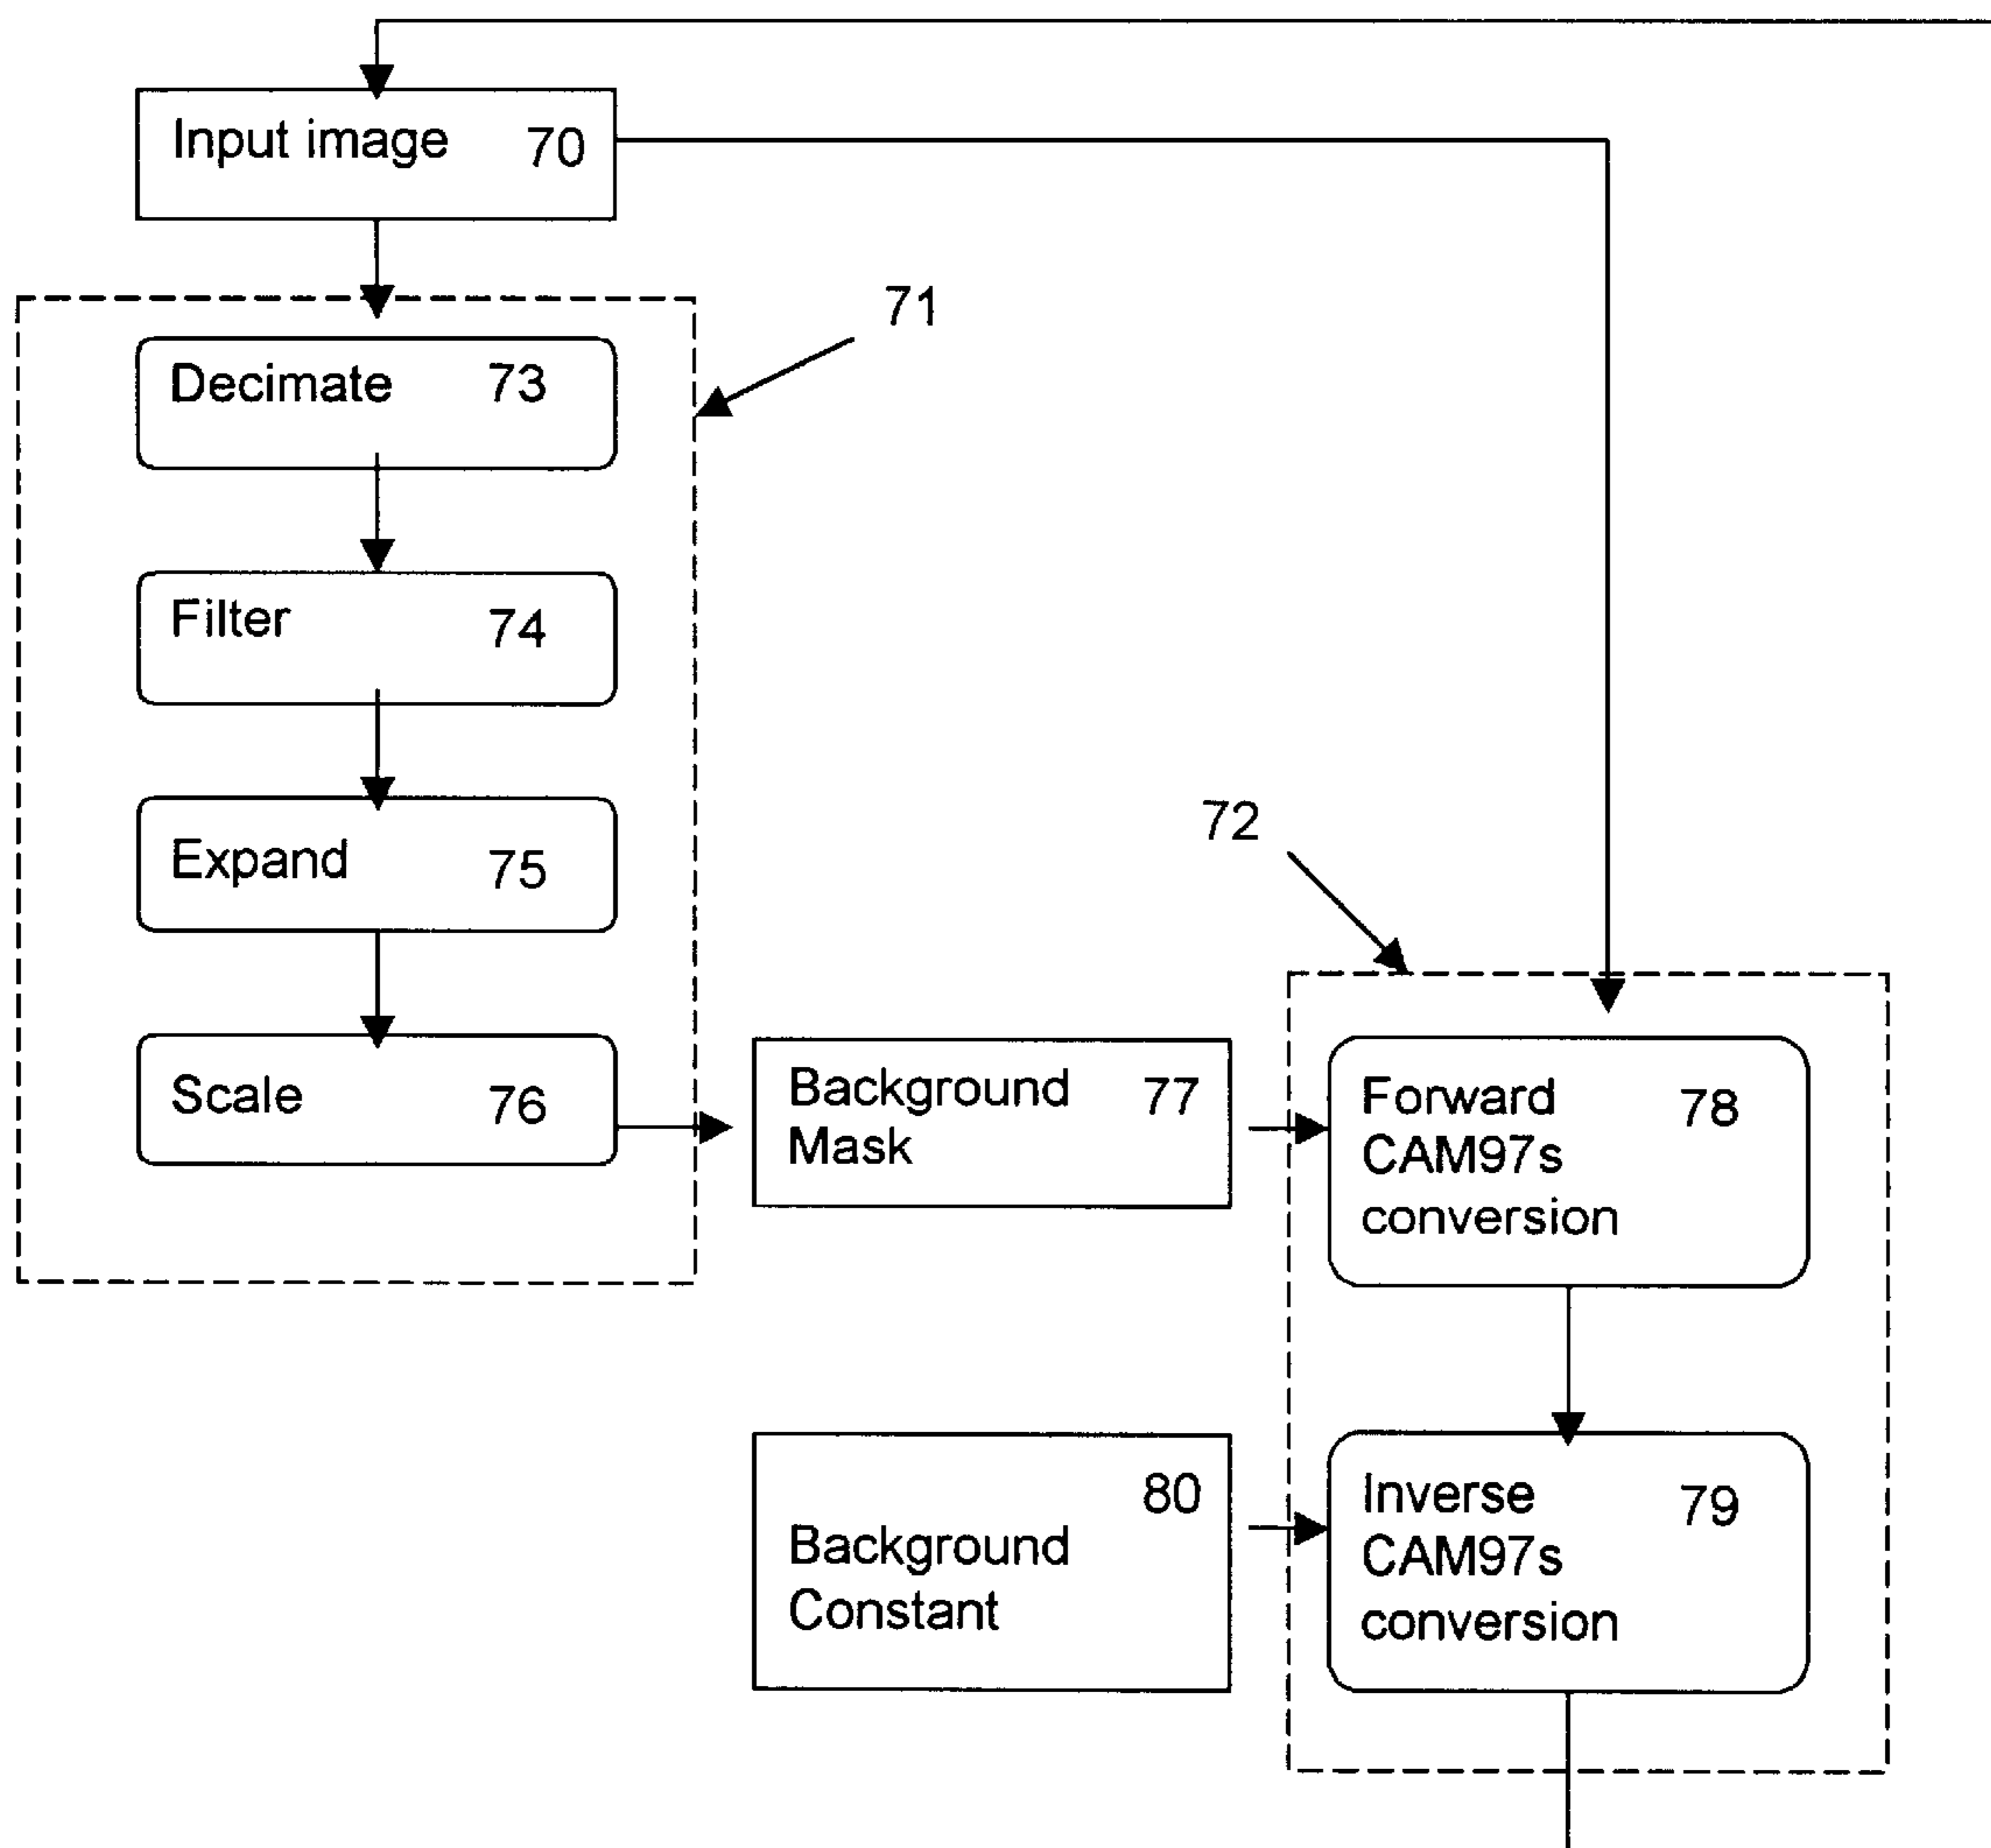 Input image 70
71
Decimate 73
Filter 74
72
Expand 75
Scale 76
Background 77
Mask
Forward 78
CAM97s
conversion
80
Background
Constant
Inverse 79
CAM97s
conversion